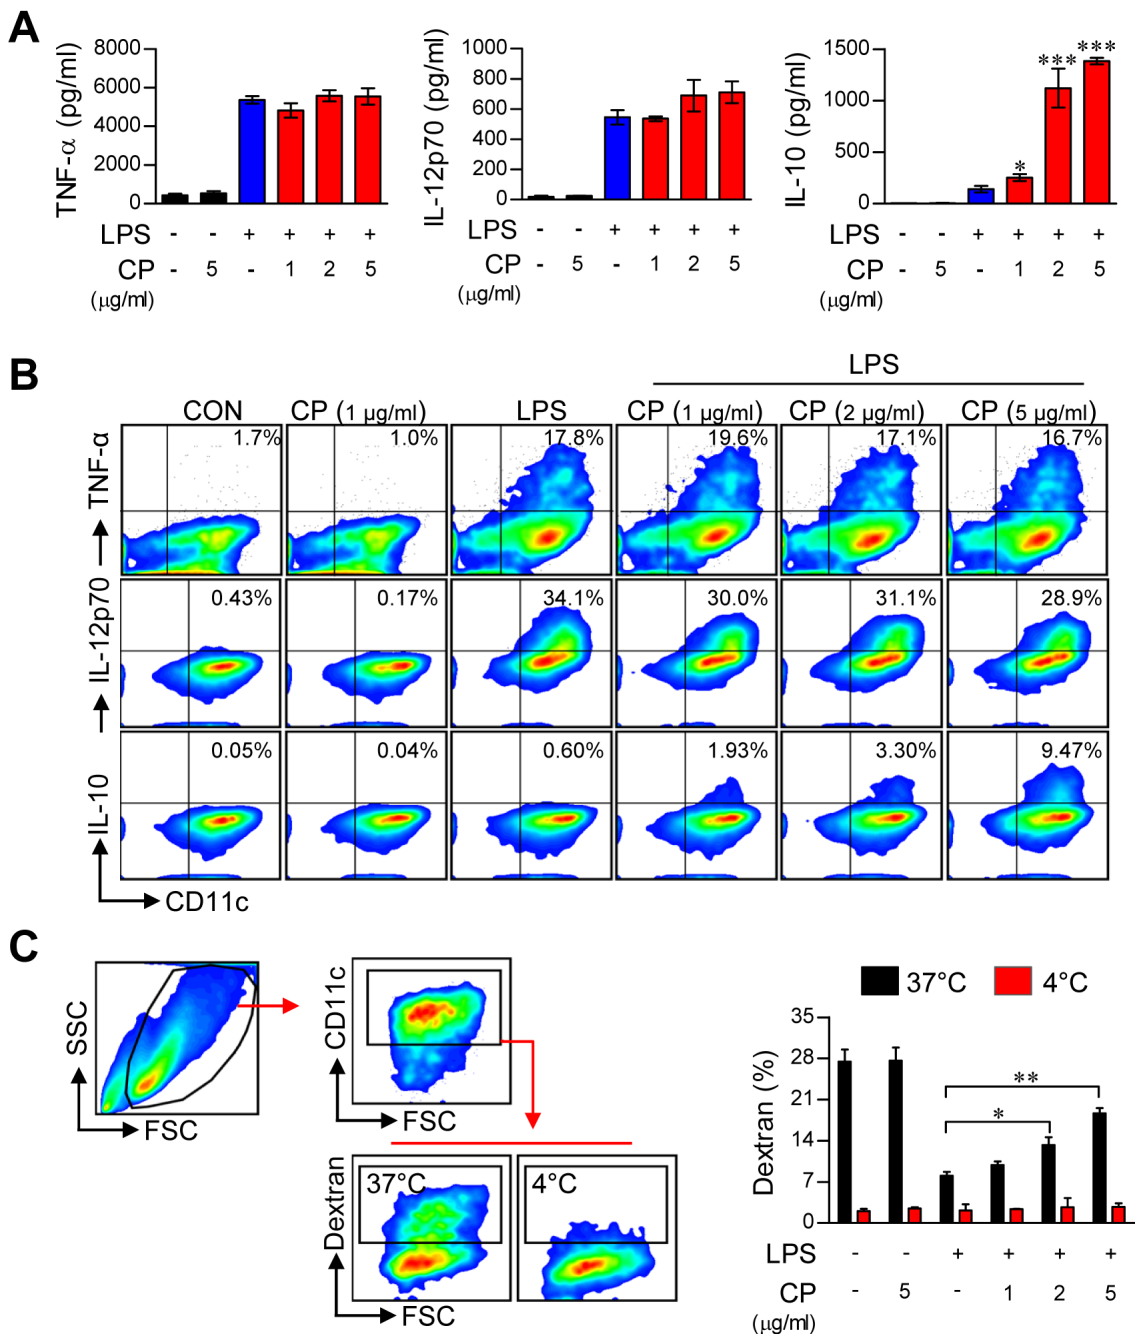 A
TNF-α (pg/ml)
8000
6000
4000
2000
0
LPS - - + + + +
CP - 5 - 1 2 5
(μg/ml)
IL-12p70 (pg/ml)
1000
800
600
400
200
0
LPS - - + + + +
CP - 5 - 1 2 5
(μg/ml)
IL-10 (pg/ml)
1500
1000
500
0
* *** ***
LPS - - + + + +
CP - 5 - 1 2 5
(μg/ml)
B
LPS
CON CP (1 μg/ml) LPS CP (1 μg/ml) CP (2 μg/ml) CP (5 μg/ml)
TNF-α
1.7% 1.0% 17.8% 19.6% 17.1% 16.7%
IL-12p70
0.43% 0.17% 34.1% 30.0% 31.1% 28.9%
IL-10
0.05% 0.04% 0.60% 1.93% 3.30% 9.47%
CD11c
C
SSC
FSC
CD11c
FSC
Dextran
37°C 4°C
FSC
37°C 4°C
Dextran (%)
35
28
21
14
7
0
**
*
LPS - - + + + +
CP - 5 - 1 2 5
(μg/ml)